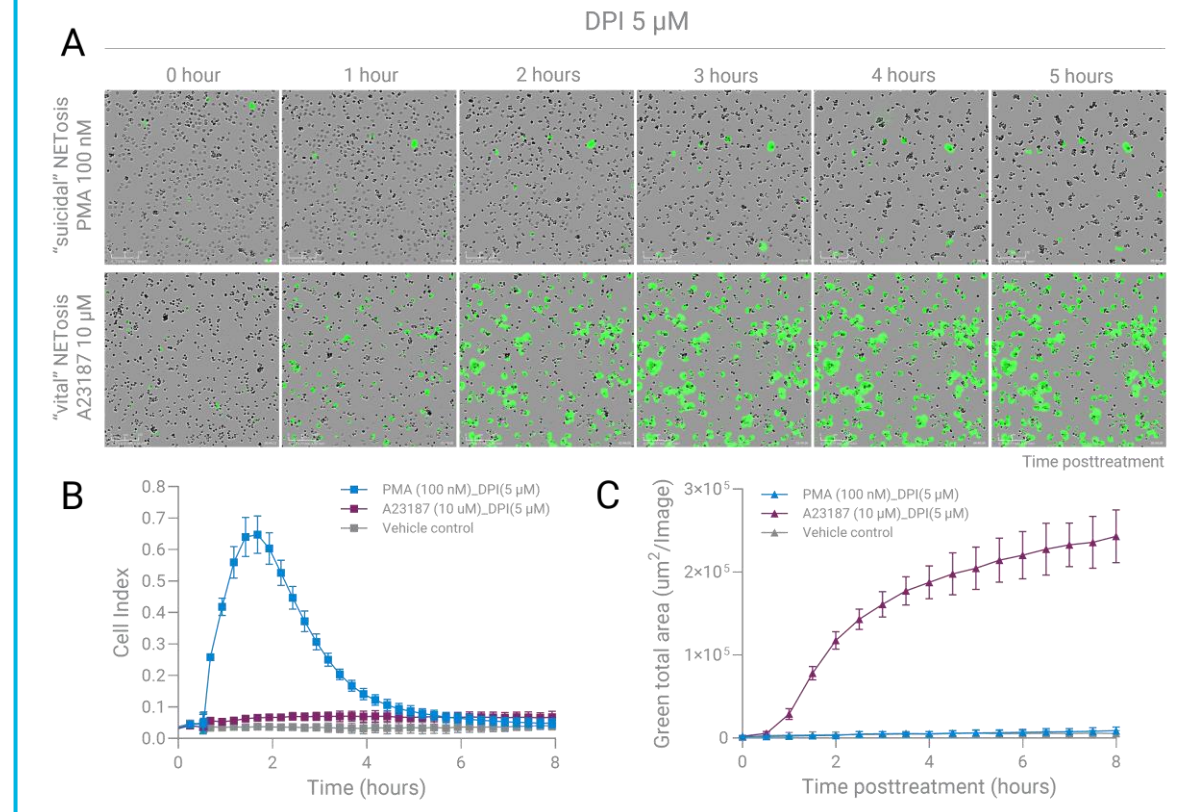 DPI 5 µM
A
0 hour
1 hour
2 hours
3 hours
4 hours
5 hours
"suicidal" NETosis
PMA 100 nM
"vital" NETosis
A23187 10 µM
Time posttreatment
B
Cell Index
0.8
0.7
0.6
0.5
0.4
0.3
0.2
0.1
0.0
0
2
4
6
8
Time (hours)
PMA (100 nM)_DPI(5 µM)
A23187 (10 uM)_DPI(5 µM)
Vehicle control
C
Green total area (um²/Image)
3×10⁵
2×10⁵
1×10⁵
0
0
2
4
6
8
Time posttreatment (hours)
PMA (100 nM)_DPI(5 µM)
A23187 (10 µM)_DPI(5 µM)
Vehicle control